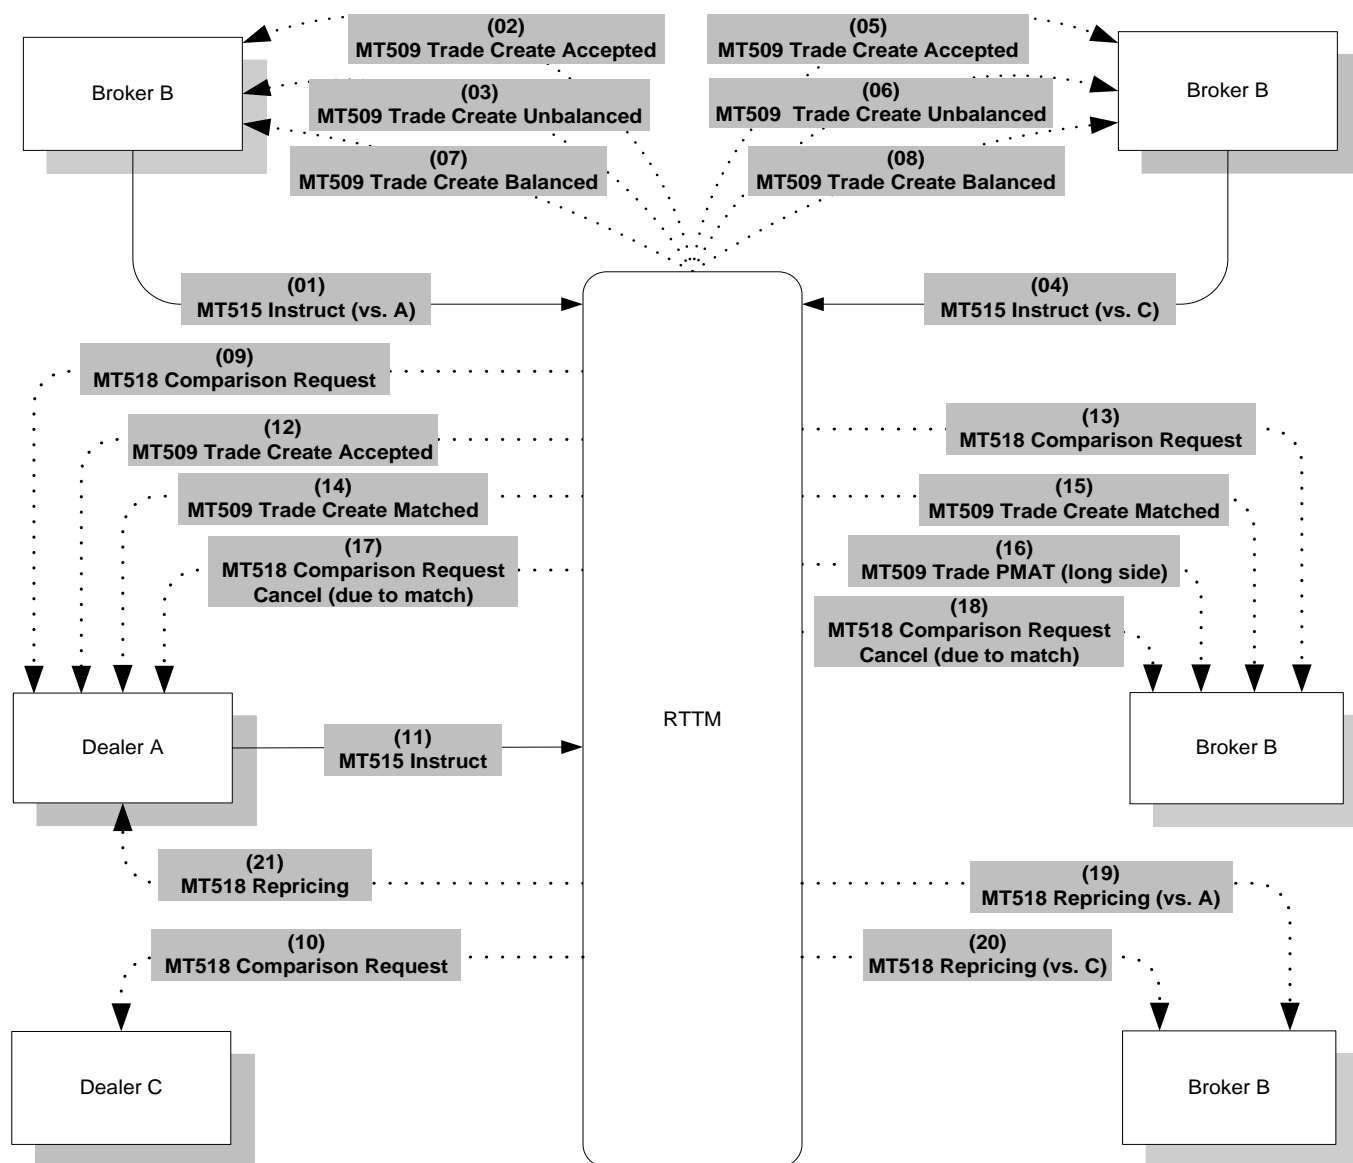 (02)
MT509 Trade Create Accepted
(05)
MT509 Trade Create Accepted
Broker B
Broker B
(03)
MT509 Trade Create Unbalanced
(06)
MT509  Trade Create Unbalanced
(07)
MT509 Trade Create Balanced
(08)
MT509 Trade Create Balanced
(01)
MT515 Instruct (vs. A)
(04)
MT515 Instruct (vs. C)
(09)
MT518 Comparison Request
(12)
MT509 Trade Create Accepted
(13)
MT518 Comparison Request
(14)
MT509 Trade Create Matched
(15)
MT509 Trade Create Matched
(17)
MT518 Comparison Request
Cancel (due to match)
(16)
MT509 Trade PMAT (long side)
(18)
MT518 Comparison Request
Cancel (due to match)
RTTM
Dealer A
(11)
MT515 Instruct
Broker B
(21)
MT518 Repricing
(19)
MT518 Repricing (vs. A)
(10)
MT518 Comparison Request
(20)
MT518 Repricing (vs. C)
Dealer C
Broker B